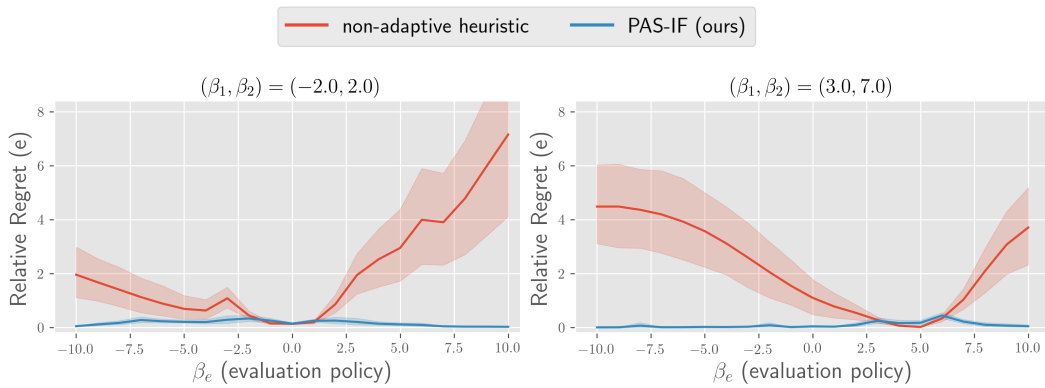 non-adaptive heuristic PAS-IF (ours)
(β₁, β₂) = (−2.0, 2.0)
Relative Regret (e)
8
6
4
2
0
−10.0 −7.5 −5.0 −2.5 0.0 2.5 5.0 7.5 10.0
βₑ (evaluation policy)
(β₁, β₂) = (3.0, 7.0)
Relative Regret (e)
8
6
4
2
0
−10.0 −7.5 −5.0 −2.5 0.0 2.5 5.0 7.5 10.0
βₑ (evaluation policy)